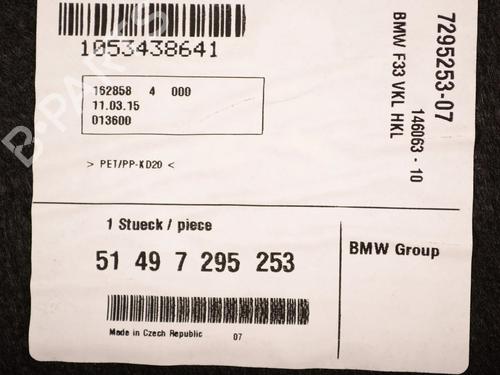 1053438641
162858 4 000
11.03.15
013600
> PET/PP-KD20 <
7295253-07
146063 - 10
BMW F33 VKL HKL
1 Stueck / piece
51 49 7 295 253
Made in Czech Republic 07
BMW Group
B-PARTS